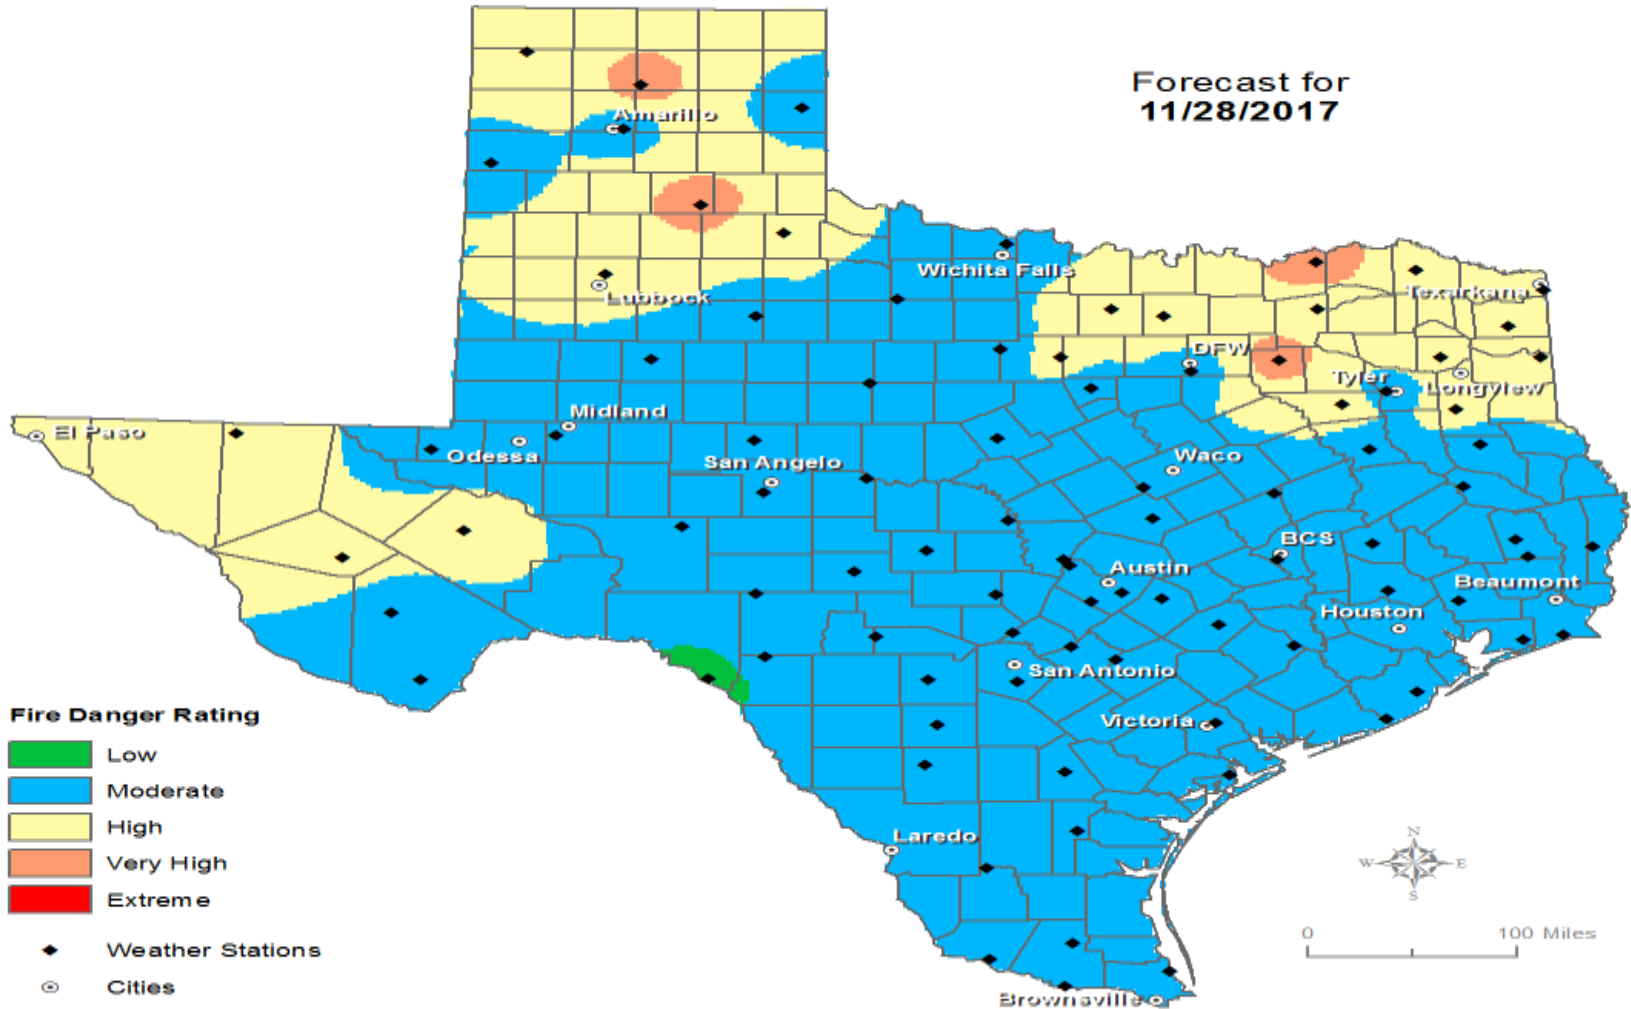 Forecast for
11/28/2017
Amarillo
Wichita Falls
Lubbock
Texarkana
DFW
Tyler
Longview
Midland
El Paso
Odessa
San Angelo
Waco
BCS
Austin
Beaumont
Houston
San Antonio
Victoria
Laredo
Brownsville
Fire Danger Rating
Low
Moderate
High
Very High
Extreme
Weather Stations
Cities
N
W
E
S
0
100 Miles